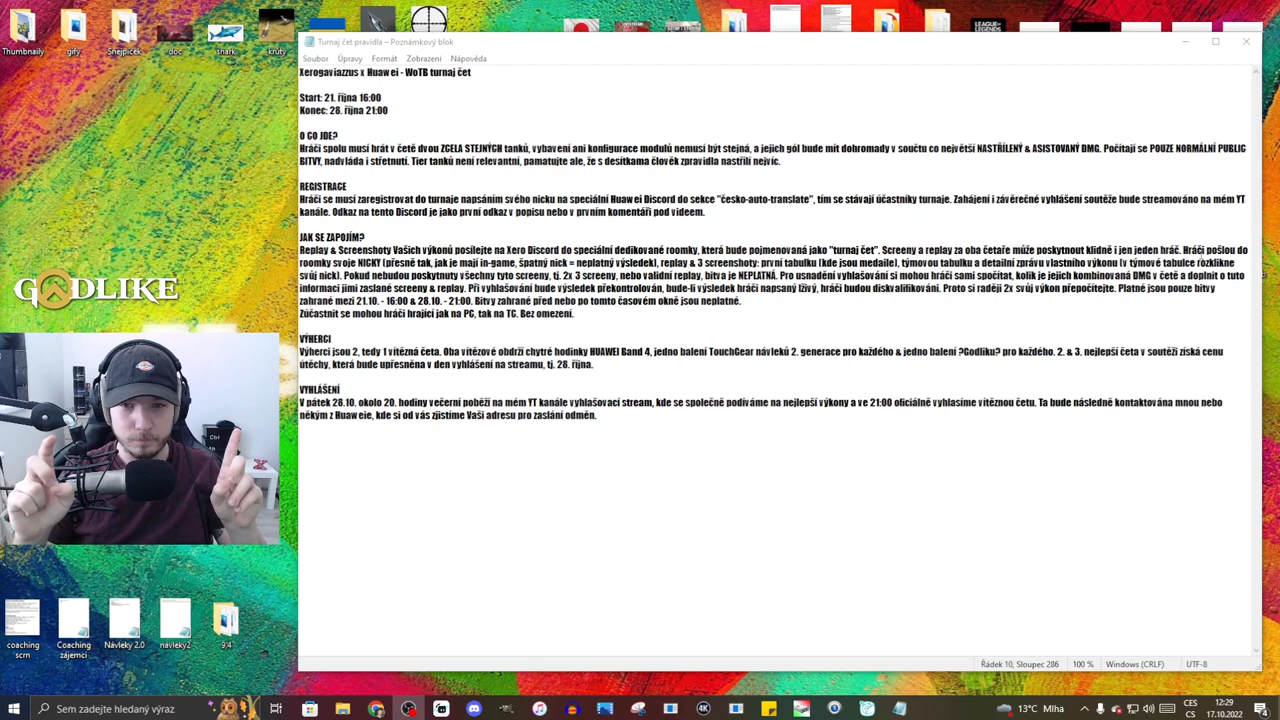 Thumbnaily
gify
Snejpiček
doc
shark
kruty
LEAGUE of LEGENDS
Turnaj čet pravidla – Poznámkový blok
Soubor Úpravy Formát Zobrazení Nápověda
Xerogaviazzus x Huawei - WoTB turnaj čet
Start: 21. října 16:00
Konec: 28. října 21:00
O CO JDE?
Hráči spolu musí hrát v četě dvou ZCELA STEJNÝCH tanků, vybavení ani konfigurace modulů nemusí být stejná, a jejich gól bude mít dohromady v součtu co největší NASTŘÍLENÝ & ASISTOVANÝ DMG. Počítají se POUZE NORMÁLNÍ PUBLIC
BITVY, nadvláda i střetnutí. Tier tanků není relevantní, pamatujte ale, že s desítkama člověk zpravidla nastřílí nejvíc.
REGISTRACE
Hráči se musí zaregistrovat do turnaje napsáním svého nicku na speciální Huawei Discord do sekce "česko-auto-translate", tím se stávají účastníky turnaje. Zahájení i závěrečné vyhlášení soutěže bude streamováno na mém YT
kanále. Odkaz na tento Discord je jako první odkaz v popisu nebo v prvním komentáři pod videem.
JAK SE ZAPOJÍM?
Replay & Screenshoty Vašich výkonů posílejte na Xero Discord do speciální dedikované roomky, která bude pojmenovaná jako "turnaj čet". Screeny a replay za oba četaře může poskytnout klidně i jen jeden hráč. Hráči pošlou do
roomky svoje NICKY (přesně tak, jak je mají in-game, špatný nick = neplatný výsledek), replay & 3 screenshoty: první tabulku (kde jsou medaile), týmovou tabulku a detailní zprávu vlastního výkonu (v týmové tabulce rozklikne
svůj nick). Pokud nebudou poskytnuty všechny tyto screeny, tj. 2x 3 screeny, nebo validní replay, bitva je NEPLATNÁ. Pro usnadění vyhlašování si mohou hráči sami spočítat, kolik je jejich kombinovaná DMG v četě a doplnit o tuto
informaci jimi zaslané screeny & replay. Při vyhlašování bude výsledek překontrolován, bude-li výsledek hráči napsaný lživý, hráči budou diskvalifikováni. Proto si raději 2x svůj výkon přepočítejte. Platné jsou pouze bitvy
zahrané mezi 21.10. - 16:00 & 28.10. - 21:00. Bitvy zahrané před nebo po tomto časovém okně jsou neplatné.
Zúčastnit se mohou hráči hrající jak na PC, tak na TC. Bez omezení.
VÝHERCI
Výherci jsou 2, tedy 1 vítězná četa. Oba vítězové obdrží chytré hodinky HUAWEI Band 4, jedno balení TouchGear návleků 2. generace pro každého & jedno balení ?Godliku? pro každého. 2. & 3. nejlepší četa v soutěži získá cenu
útěchy, která bude upřesněna v den vyhlášení na streamu, tj. 28. října.
VYHLÁŠENÍ
V pátek 28.10. okolo 20. hodiny večerní poběží na mém YT kanále vyhlašovací stream, kde se společně podíváme na nejlepší výkony a ve 21:00 oficiálně vyhlasíme vítěznou četu. Ta bude následně kontaktována mnou nebo
někým z Huaweie, kde si od vás zjistíme Vaši adresu pro zaslání odměn.
GODLIKE
Ctrl
Alt
coaching scrn
Coaching zájemci
Návleky 2.0
návleky2
9,4
Řádek 10, Sloupec 286 100 % Windows (CRLF) UTF-8
Sem zadejte hledaný výraz
4K
13°C Mlha
CES
CS
12:29
17.10.2022